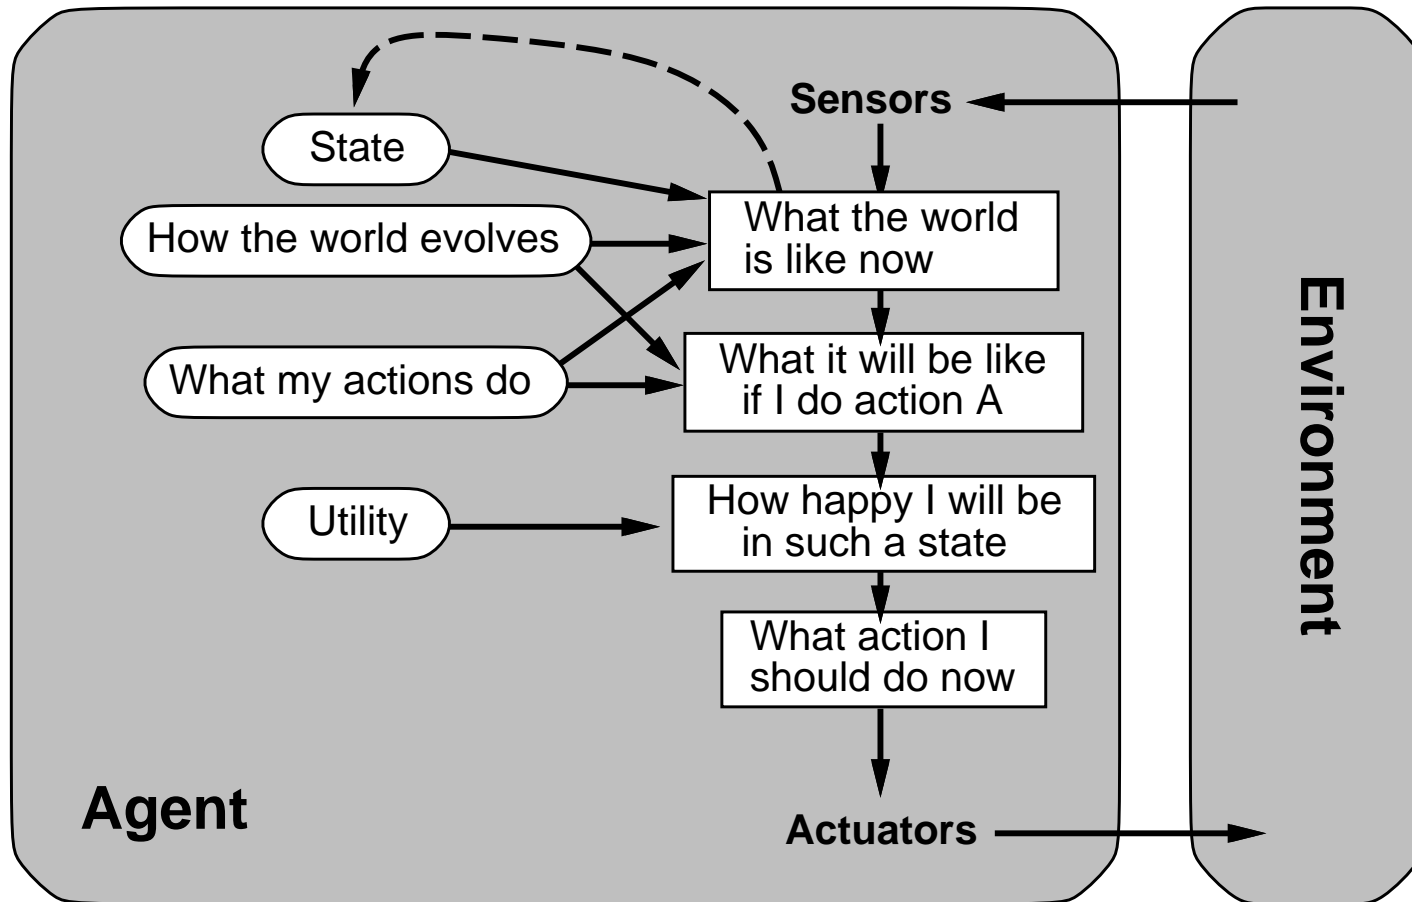 Sensors
State
What the world
is like now
How the world evolves
What it will be like
if I do action A
What my actions do
How happy I will be
in such a state
Utility
What action I
should do now
Agent
Actuators
Environment